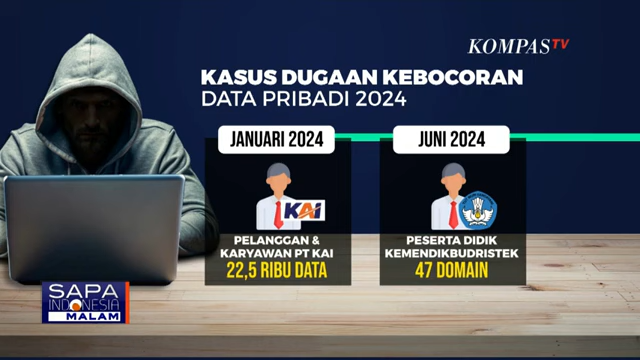 KOMPASTV
KASUS DUGAAN KEBOCORAN
DATA PRIBADI 2024
JANUARI 2024
KAI
PELANGGAN &
KARYAWAN PT KAI
22,5 RIBU DATA
JUNI 2024
PESERTA DIDIK
KEMENDIKBUDRISTEK
47 DOMAIN
SAPA
INDONESIA
MALAM